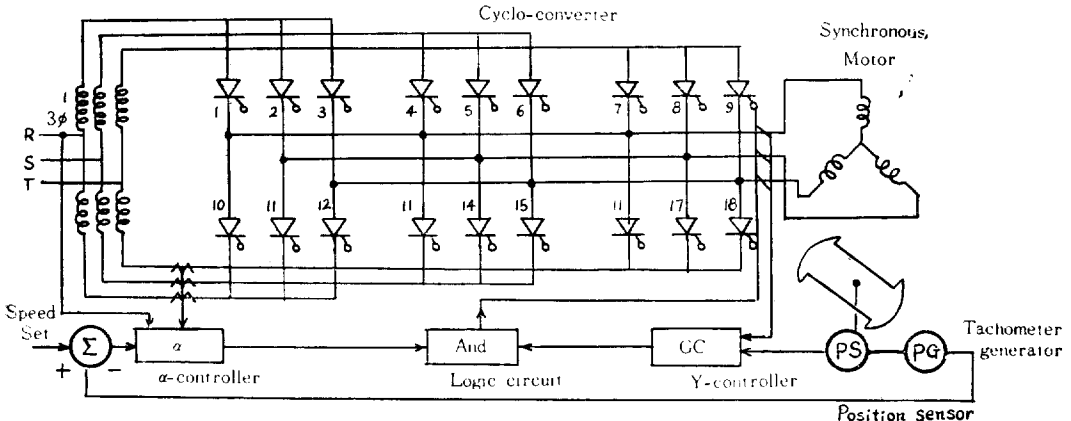 Cyclo-converter
Synchronous,
Motor
1
3ø
R
S
T
1
2
3
4
5
6
7
8
9
10
11
12
11
14
15
11
17
18
Speed
Set
Σ
+
-
α
α-controller
And
Logic circuit
GC
Y-controller
PS
PG
Tachometer
generator
Position sensor